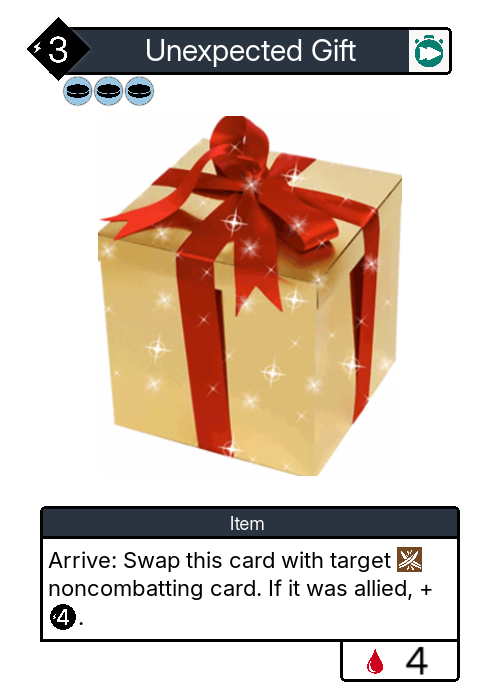 3 Unexpected Gift
Item
Arrive: Swap this card with target
noncombatting card. If it was allied, +
4.
4